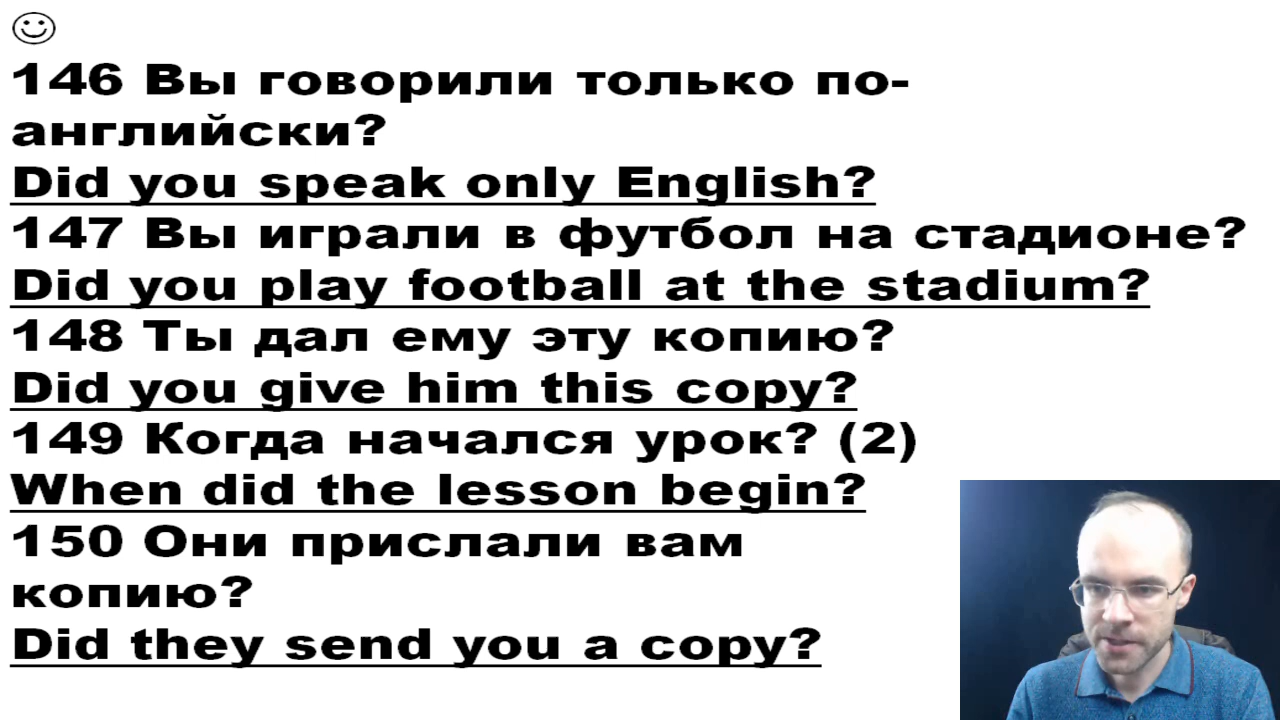 146 Вы говорили только по-
английски?
Did you speak only English?
147 Вы играли в футбол на стадионе?
Did you play football at the stadium?
148 Ты дал ему эту копию?
Did you give him this copy?
149 Когда начался урок? (2)
When did the lesson begin?
150 Они прислали вам
копию?
Did they send you a copy?